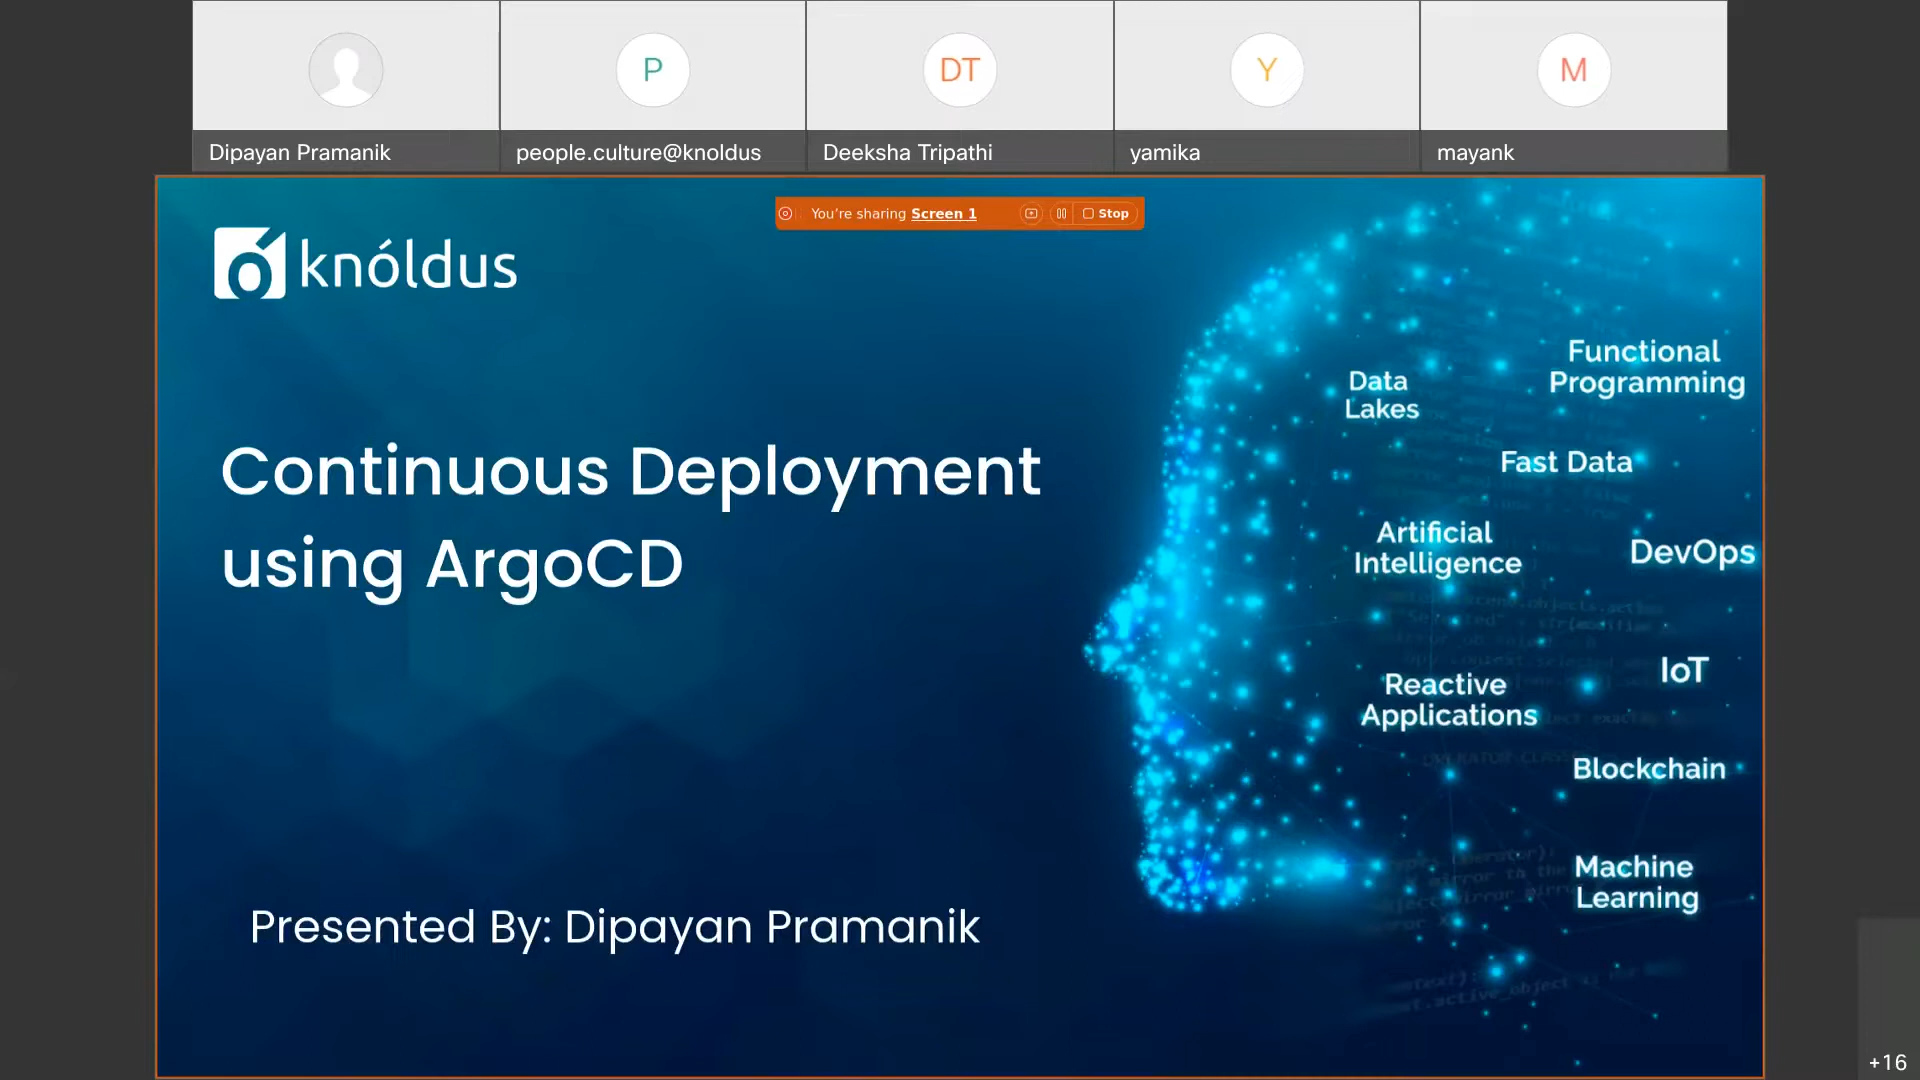 P
DT
Y
M
Dipayan Pramanik
people.culture@knoldus
Deeksha Tripathi
yamika
mayank
You're sharing Screen 1
Stop
knóldus
Continuous Deployment
using ArgoCD
Presented By: Dipayan Pramanik
Functional
Programming
Data
Lakes
Fast Data
Artificial
Intelligence
DevOps
IoT
Reactive
Applications
Blockchain
Machine
Learning
+16